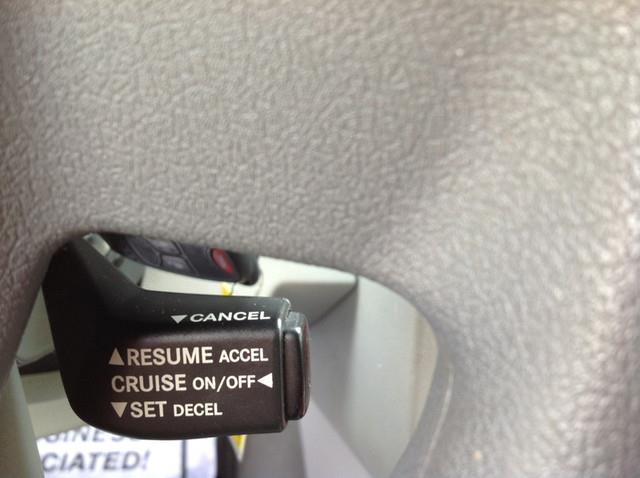 ▼CANCEL
▲RESUME ACCEL
CRUISE ON/OFF◀
▼SET DECEL
CIATED!